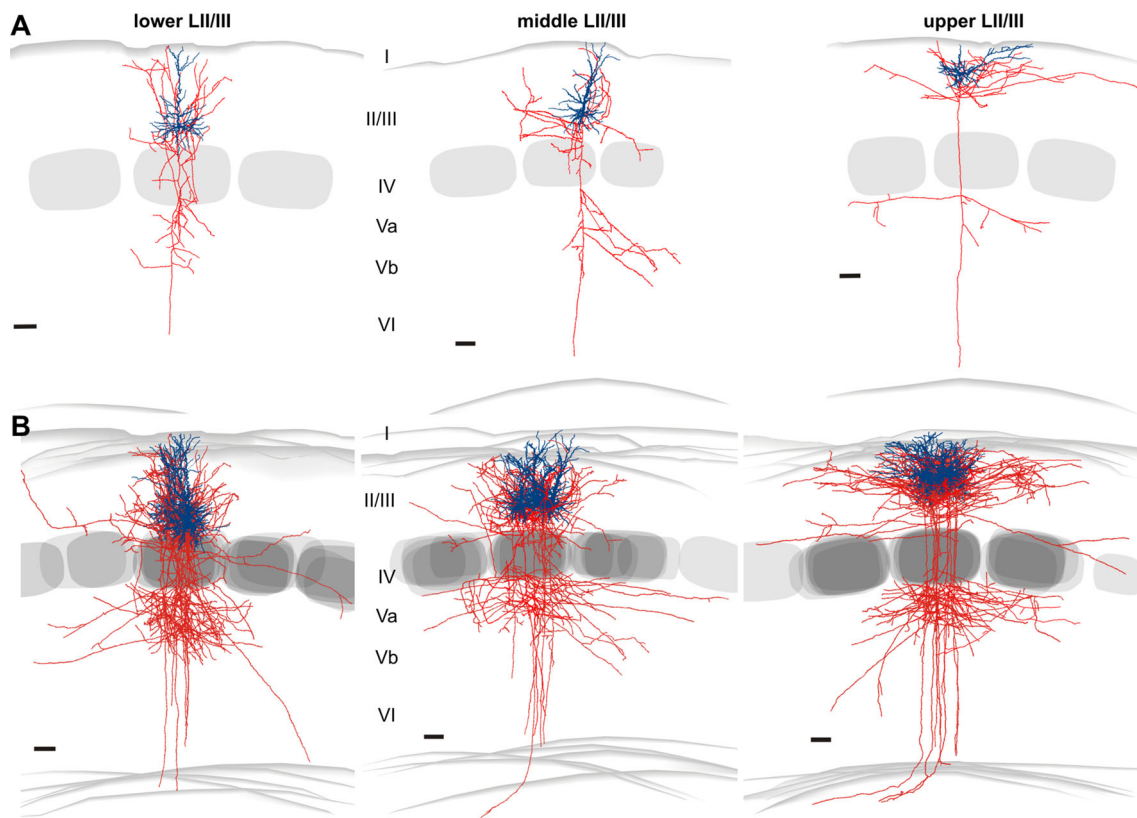 A
lower LII/III
middle LII/III
upper LII/III
I
II/III
IV
Va
Vb
VI
B
I
II/III
IV
Va
Vb
VI